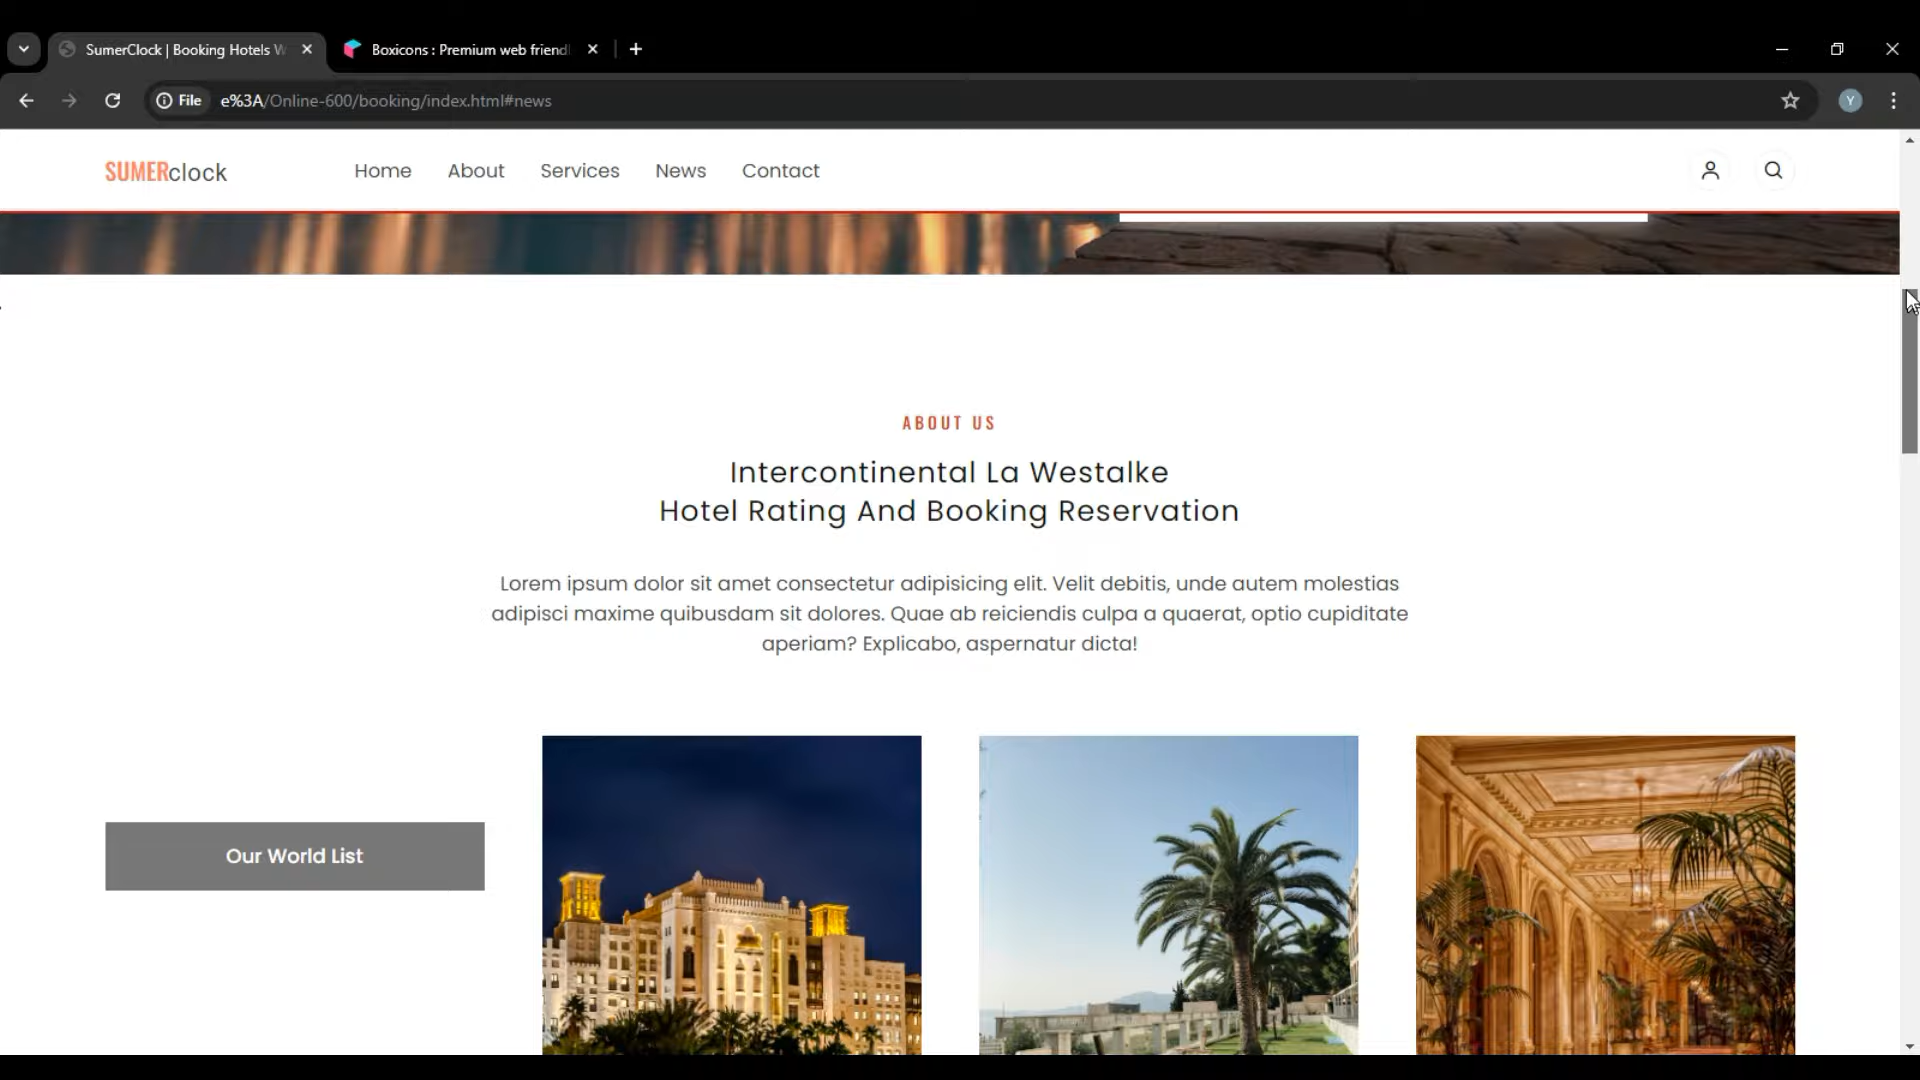 SumerClock | Booking Hotels W
Boxicons : Premium web friend
File e%3A/Online-600/booking/index.html#news
Y
SUMERclock
Home About Services News Contact
ABOUT US
Intercontinental La Westalke
Hotel Rating And Booking Reservation
Lorem ipsum dolor sit amet consectetur adipisicing elit. Velit debitis, unde autem molestias
adipisci maxime quibusdam sit dolores. Quae ab reiciendis culpa a quaerat, optio cupiditate
aperiam? Explicabo, aspernatur dicta!
Our World List